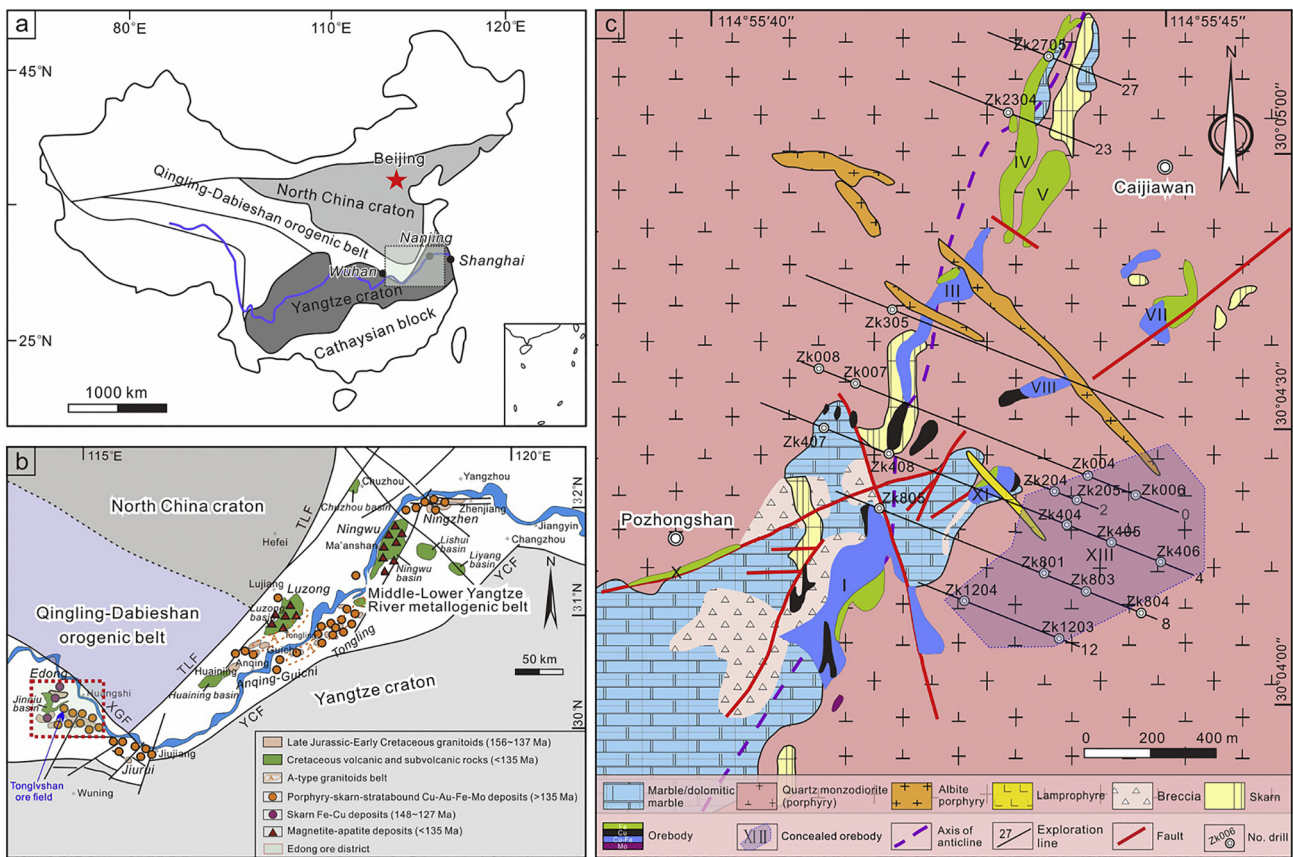 a
80°E
110°E
120°E
45°N
25°N
Beijing
North China craton
Qingling-Dabieshan orogenic belt
Nanjing
Wuhan
Shanghai
Yangtze craton
Cathaysian block
1000 km
b
115°E
120°E
North China craton
TLF
Chuzhou
Chuzhou basin
Yangzhou
32°N
Zhenjiang
Ningzhen
Jiangyin
Changzhou
Hefei
Ningwu
Ma'anshan
Lishui
basin
Liyang
basin
Ningwu
basin
YCF
N
Lujiang
Luzong
Luzong
basin
Middle-Lower Yangtze
River metallogenic belt
31°N
Qingling-Dabieshan
orogenic belt
Tongling
Tongling
Guichi
Anqing
Anqing-Guichi
TLF
Huaining
Huaining basin
50 km
Yangtze craton
Edong
Huangshi
Jinniu
basin
XGF
YCF
30°N
Jiujiang
Jiurui
Tonglvshan
ore field
Wuning
Late Jurassic-Early Cretaceous granitoids (156~137 Ma)
Cretaceous volcanic and subvolcanic rocks (<135 Ma)
A A-type granitoids belt
Porphyry-skarn-stratabound Cu-Au-Fe-Mo deposits (>135 Ma)
Skarn Fe-Cu deposits (148~127 Ma)
Magnetite-apatite deposits (<135 Ma)
Edong ore district
c
114°55′40′′
114°55′45′′
Zk2705
27
N
Zk2304
23
30°05′00′′
IV
V
Caijiawan
III
Zk305
VII
Zk008
Zk007
VIII
30°04′30′′
Zk407
Zk408
Zk004
Zk204
Zk205
Zk006
XI
2
0
Zk805
Zk404
Zk405
Zk406
Pozhongshan
XIII
4
X
Zk801
Zk803
I
Zk1204
Zk804
8
Zk1203
12
30°04′00′′
0 200 400 m
Marble/dolomitic
marble
Quartz monzodiorite
(porphyry)
Albite
porphyry
Lamprophyre
Breccia
Skarn
Fe
Cu
Cu-Fe
Mo
Orebody
Concealed orebody
Axis of
anticline
27
Exploration
line
Fault
Zk006
No. drill